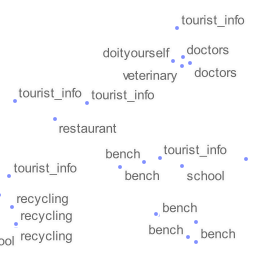 tourist_info
doityourself
doctors
veterinary
doctors
tourist_info
tourist_info
restaurant
bench
tourist_info
bench
school
tourist_info
recycling
recycling
bench
recycling
bench
bench
ool